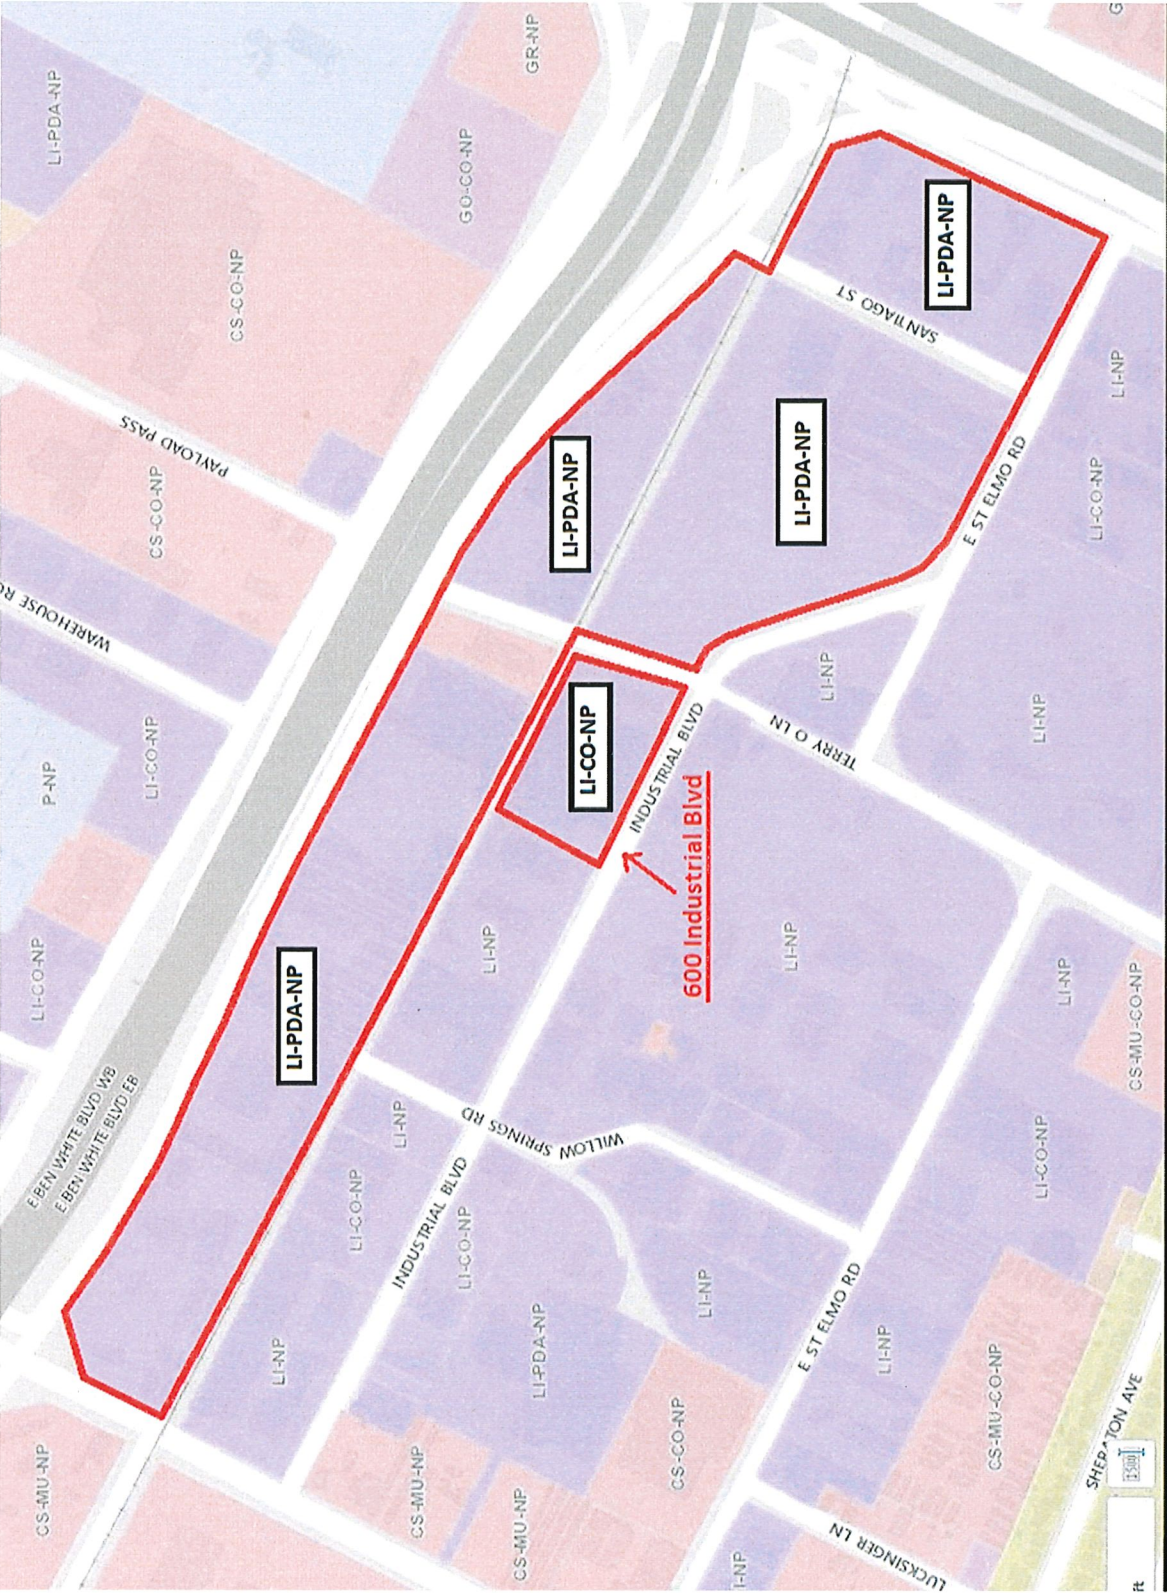 CS-MU-NP
E BEN WHITE BLVD WB
E BEN WHITE BLVD EB
LI-CO-NP
P-NP
LI-PDA-NP
WAREHOUSE
LI-CO-NP
CS-CO-NP
PAYLOAD PASS
CS-CO-NP
LI-NP
LI-PDA-NP
LI-CO-NP
LI-NP
CS-MU-NP
INDUSTRIAL BLVD
LI-CO-NP
GO-CO-NP
LI-NP
WILLOW SPRINGS RD
CS-MU-NP
LI-PDA-NP
GR-NP
LI-PDA-NP
LI-CO-NP
INDUSTRIAL BLVD
600 Industrial Blvd
CS-CO-NP
LI-NP
LI-NP
TERRY O LN
LI-NP
LI-PDA-NP
E ST ELMO RD
LUCKSINGER LN
LI-NP
SANTIAGO ST
LI-PDA-NP
E ST ELMO RD
CS-MU-CO-NP
LI-CO-NP
LI-NP
LI-NP
LI-CO-NP
LI-NP
SHERATON AVE
CS-MU-CO-NP
ft